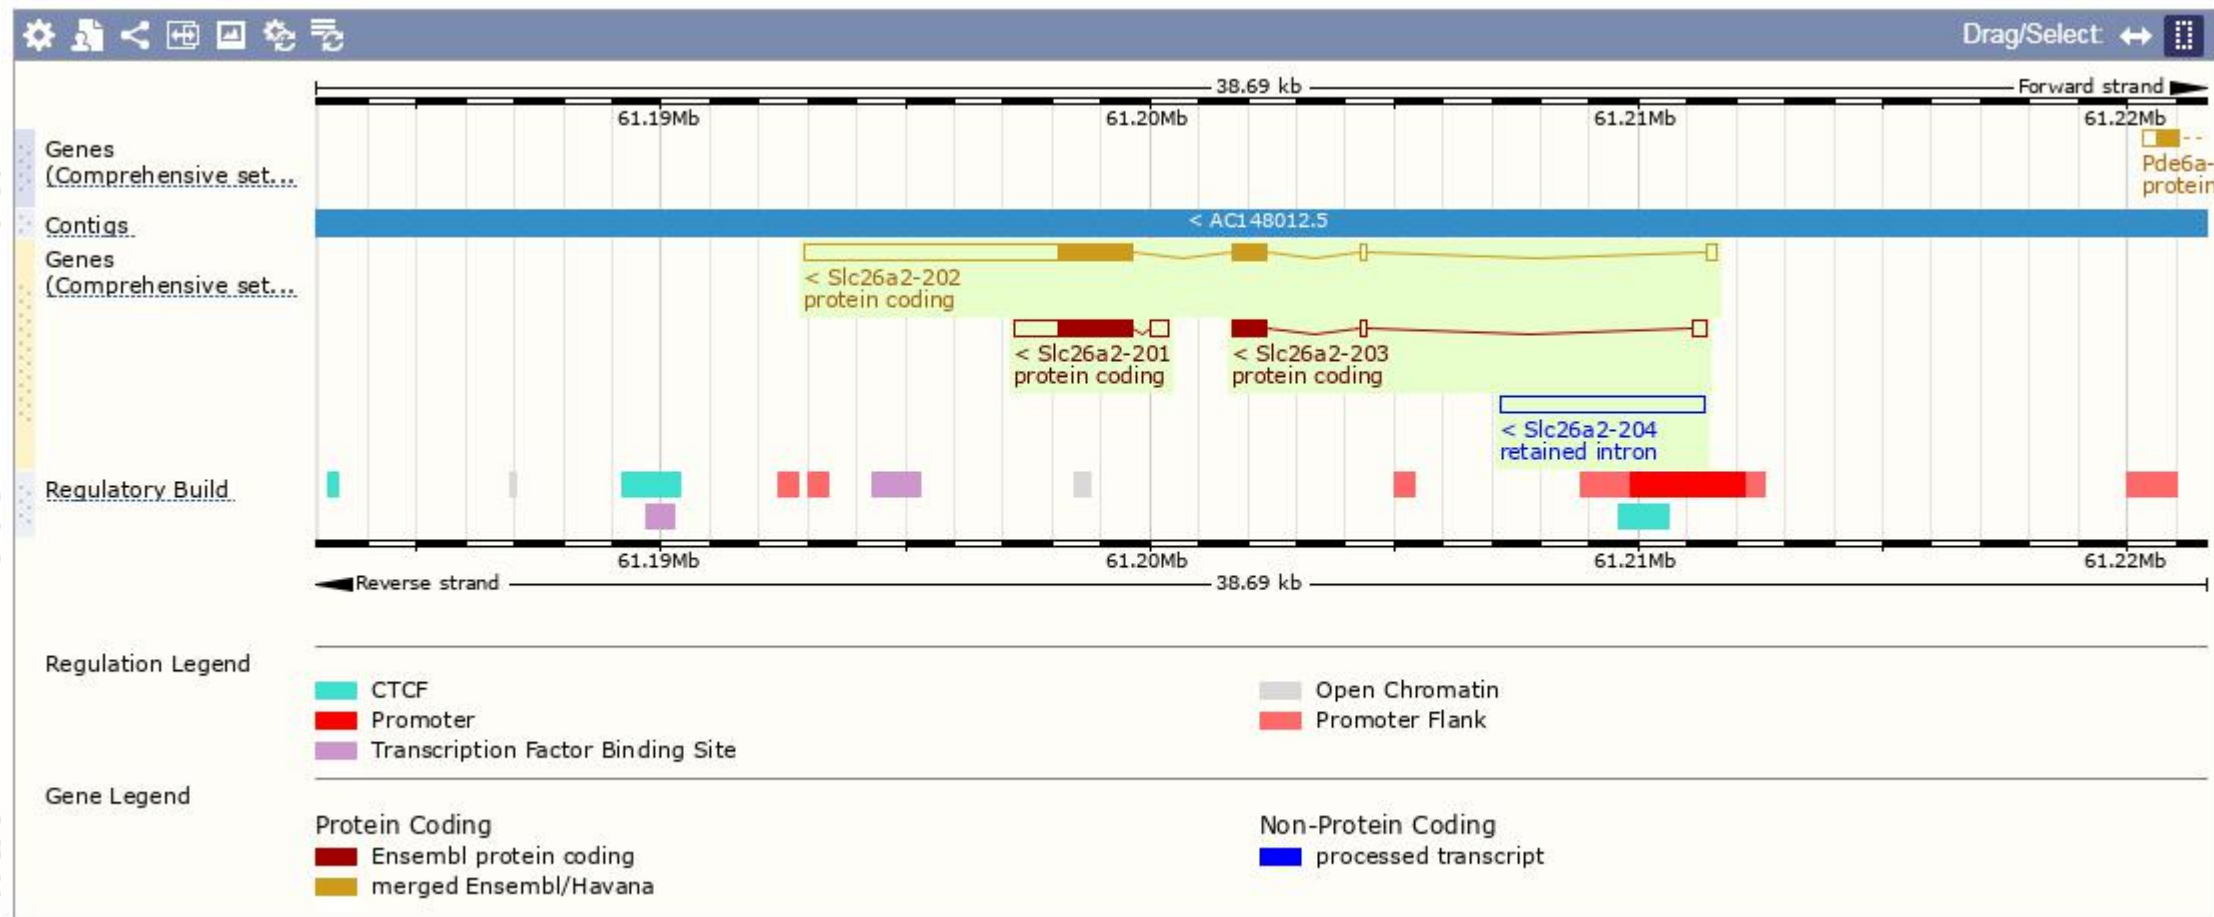 Drag/Select:
38.69 kb
Forward strand
61.19Mb 61.20Mb 61.21Mb 61.22Mb
Genes
(Comprehensive set...
Pde6a-
protein
Contigs
< AC148012.5
Genes
(Comprehensive set...
< Slc26a2-202
protein coding
< Slc26a2-201
protein coding
< Slc26a2-203
protein coding
< Slc26a2-204
retained intron
Regulatory Build
61.19Mb 61.20Mb 61.21Mb 61.22Mb
Reverse strand
38.69 kb
Regulation Legend
CTCF
Open Chromatin
Promoter
Promoter Flank
Transcription Factor Binding Site
Gene Legend
Protein Coding
Non-Protein Coding
Ensembl protein coding
processed transcript
merged Ensembl/Havana